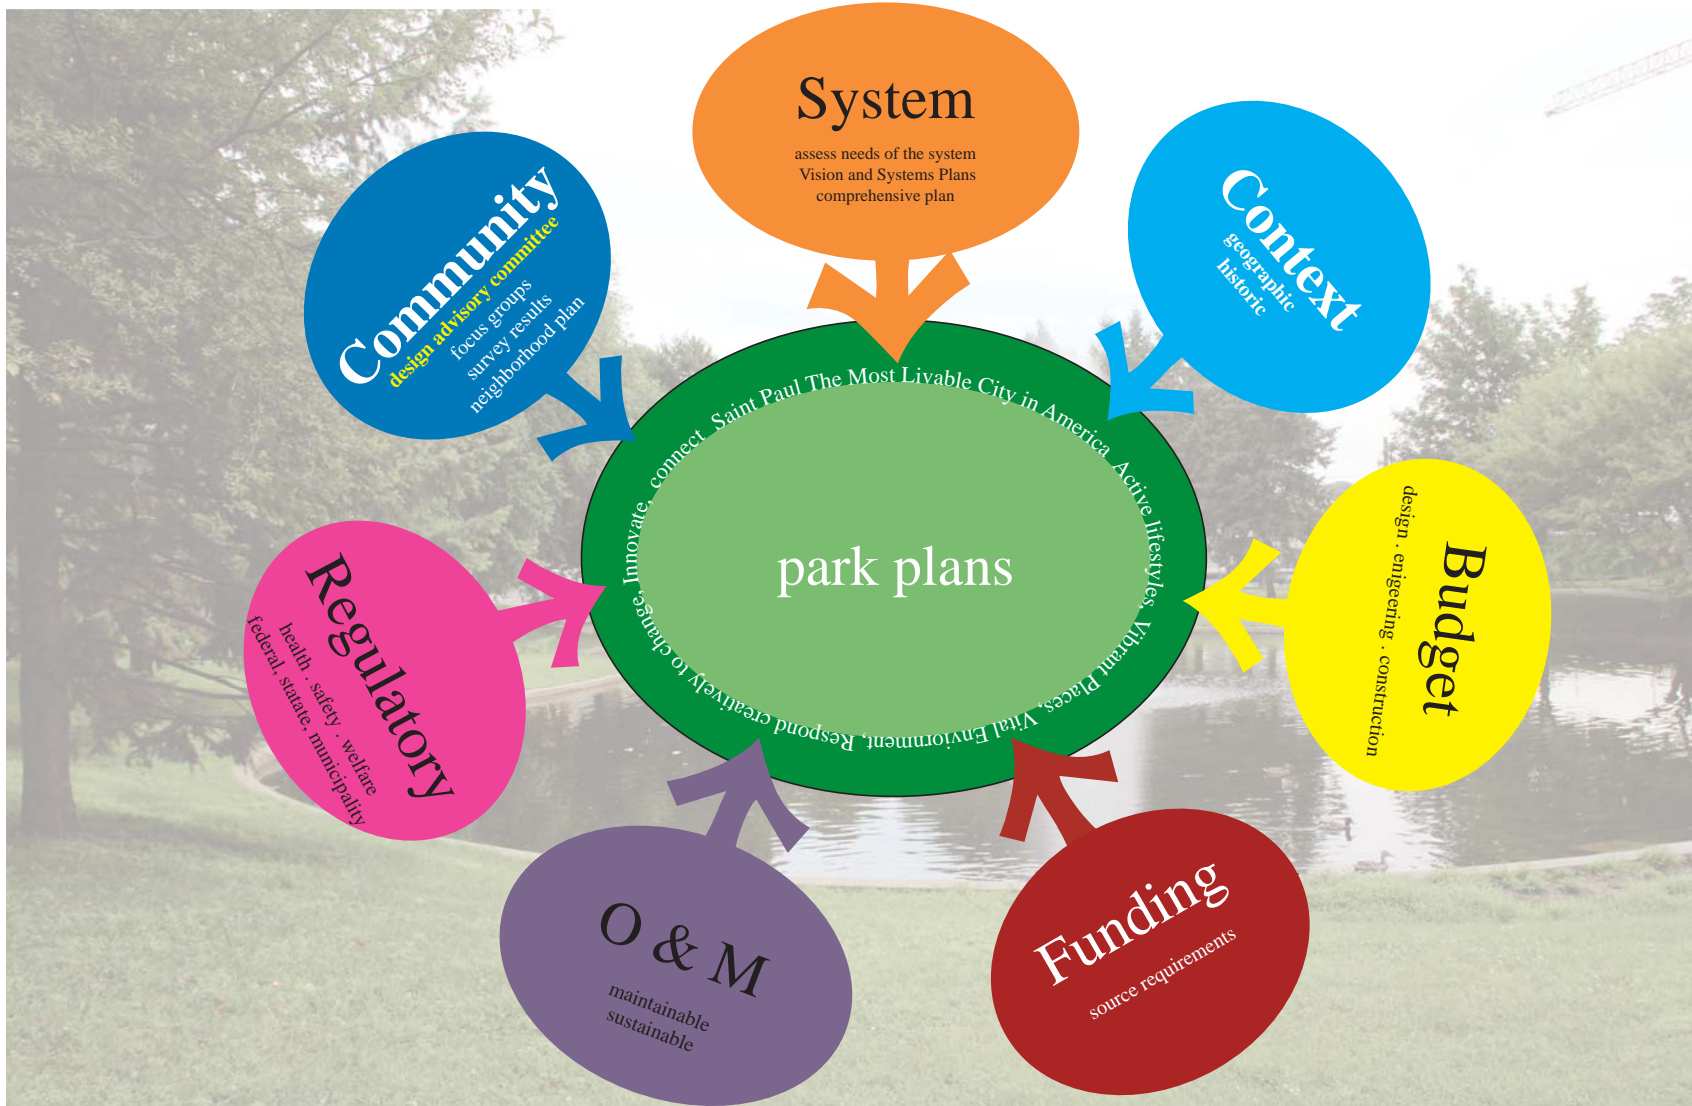 System
assess needs of the system
Vision and Systems Plans
comprehensive plan
Context
geographic
historic
Budget
design . enigeering . construction
Funding
source requirements
O & M
maintainable
sustainable
Regulatory
health . safety . welfare
federal, statate, municipality
Community
design advisory committee
focus groups
survey results
neighborhood plan
Saint Paul The Most Livable City in America Active lifestyles, Vibrant Places, Vital Enviornment, Respond creatively to change, Innovate, connect
park plans